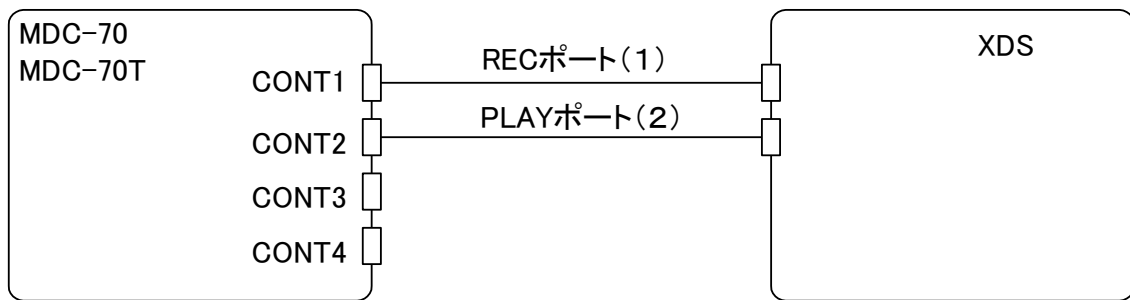 MDC-70
MDC-70T
XDS
RECポート(1)
CONT1
PLAYポート(2)
CONT2
CONT3
CONT4